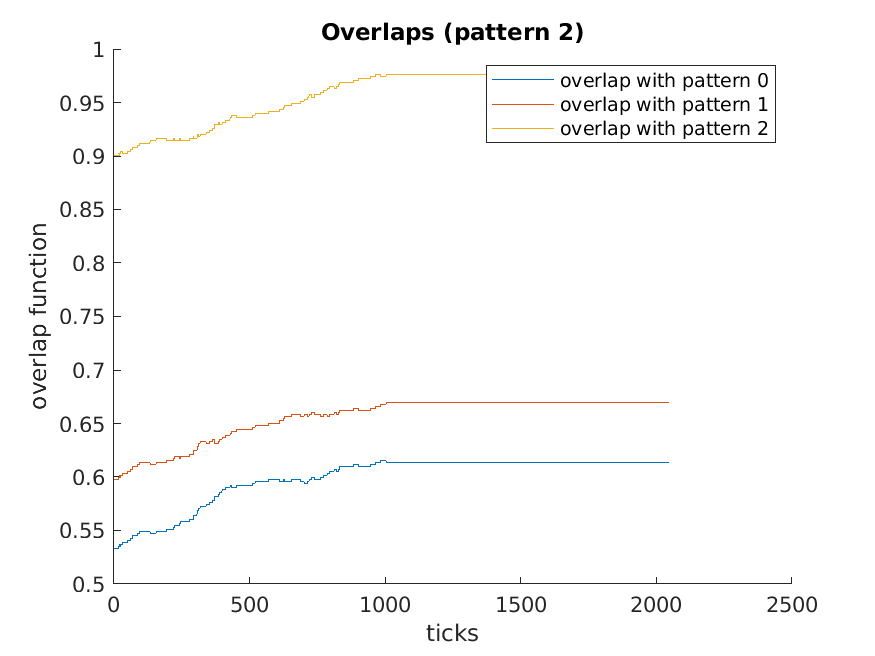 Overlaps (pattern 2)
1
0.95
0.9
0.85
0.8
0.75
0.7
0.65
0.6
0.55
0.5
overlap function
overlap with pattern 0
overlap with pattern 1
overlap with pattern 2
0 500 1000 1500 2000 2500
ticks